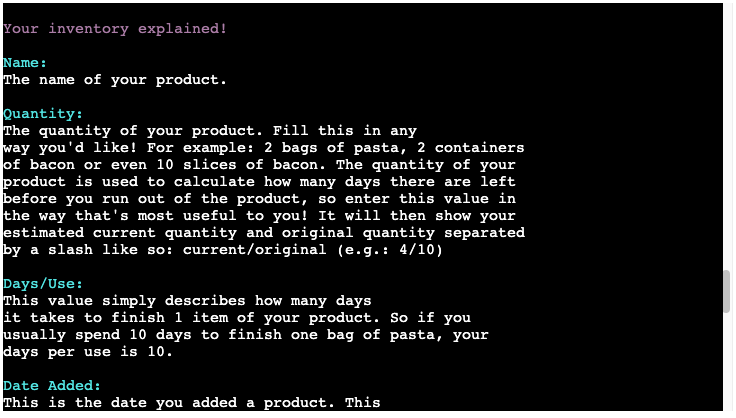 Your inventory explained!
Name:
The name of your product.
Quantity:
The quantity of your product. Fill this in any
way you'd like! For example: 2 bags of pasta, 2 containers
of bacon or even 10 slices of bacon. The quantity of your
product is used to calculate how many days there are left
before you run out of the product, so enter this value in
the way that's most useful to you! It will then show your
estimated current quantity and original quantity separated
by a slash like so: current/original (e.g.: 4/10)
Days/Use:
This value simply describes how many days
it takes to finish 1 item of your product. So if you
usually spend 10 days to finish one bag of pasta, your
days per use is 10.
Date Added:
This is the date you added a product. This